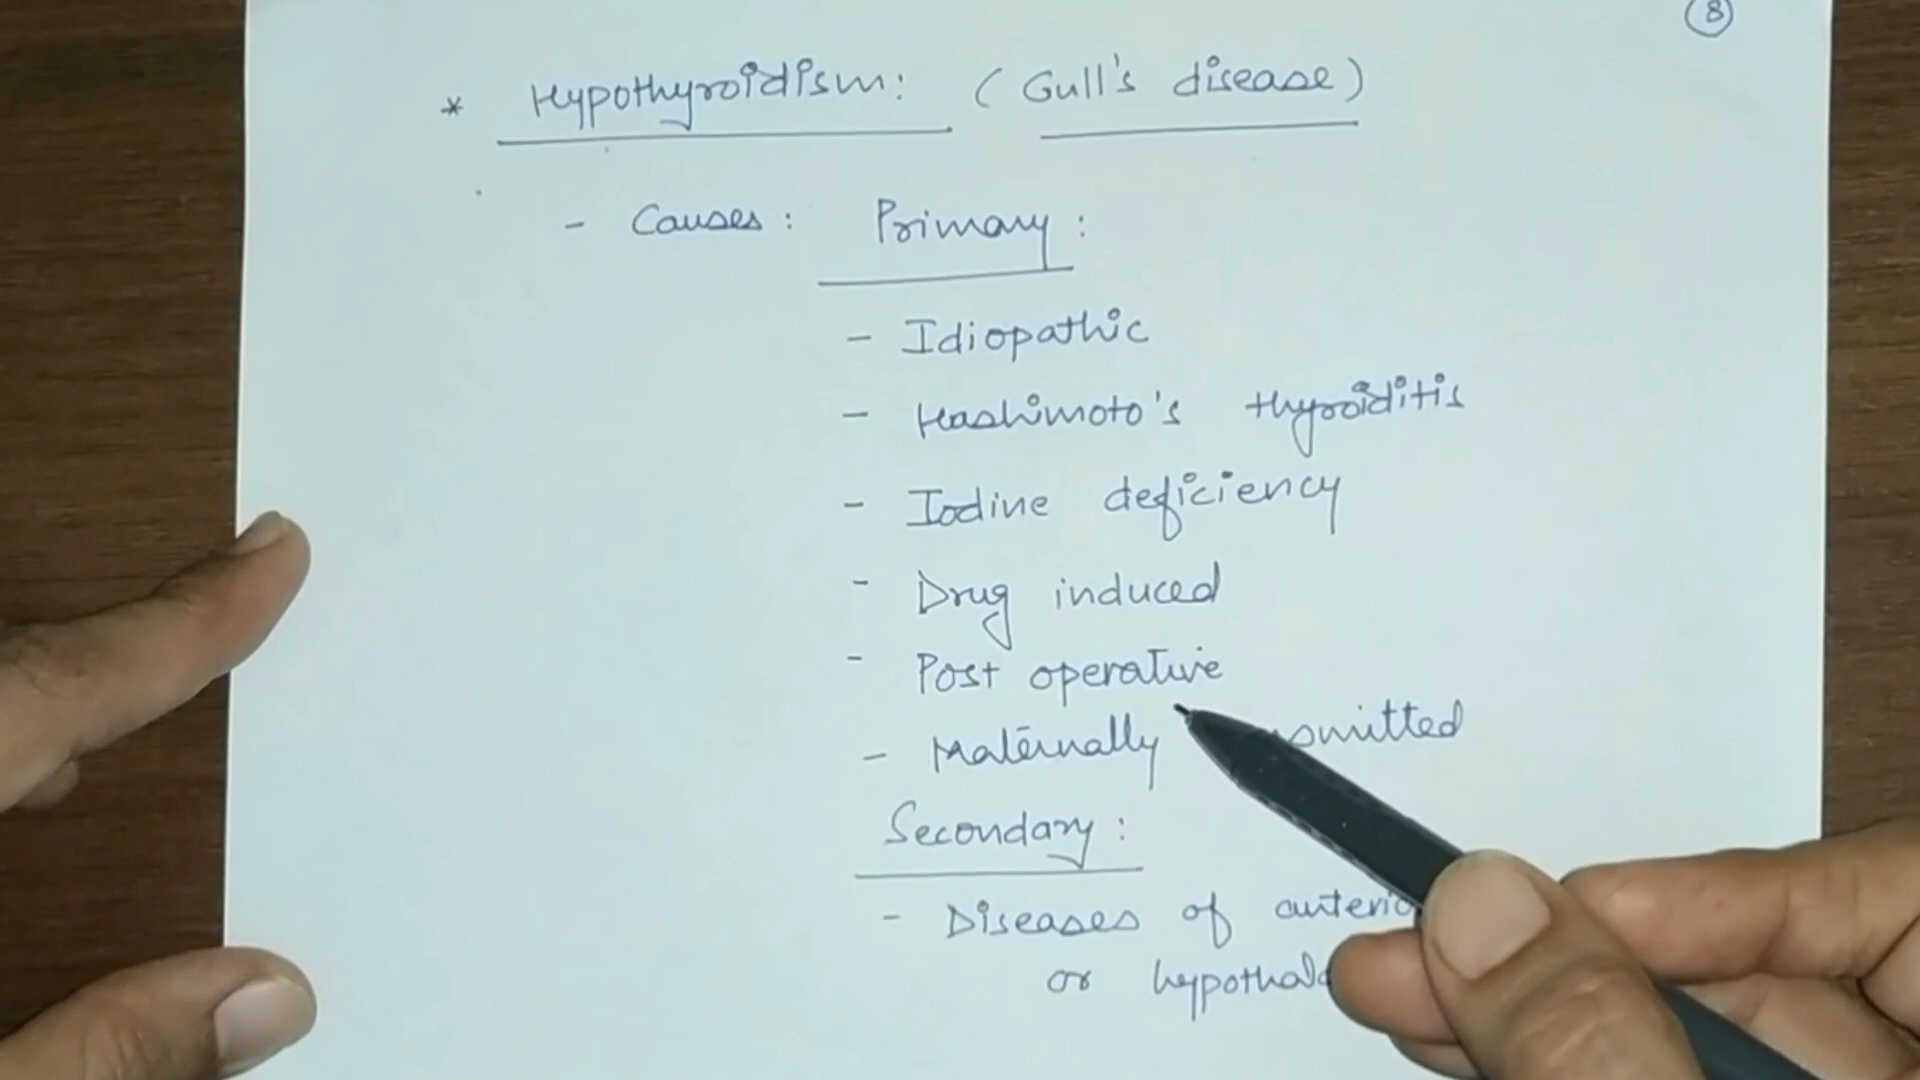 8
* Hypothyroidism: (Gull's disease)
- Causes: Primary:
- Idiopathic
- Hashimoto's thyroiditis
- Iodine deficiency
- Drug induced
- Post operative
- Maternally
Secondary:
- Diseases of
or